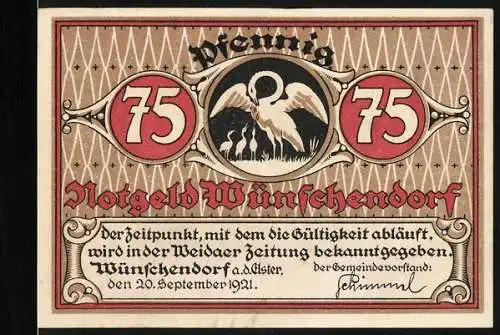 Pfennig
75 75
Notgeld Wünschendorf
der Zeitpunkt, mit dem die Gültigkeit abläuft,
wird in der Weidaer Zeitung bekanntgegeben.
Wünschendorf a.d. Elster. der Gemeindevorstand:
den 20. September 1921. Schimmel